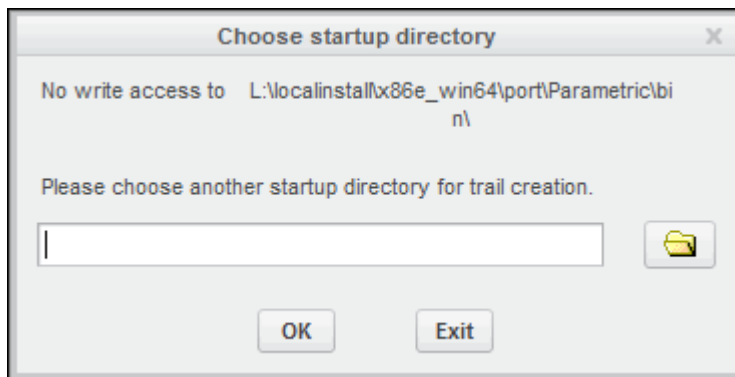 Choose startup directory
No write access to L:\localinstall\x86e_win64\port\Parametric\bi
n\
Please choose another startup directory for trail creation.
OK Exit